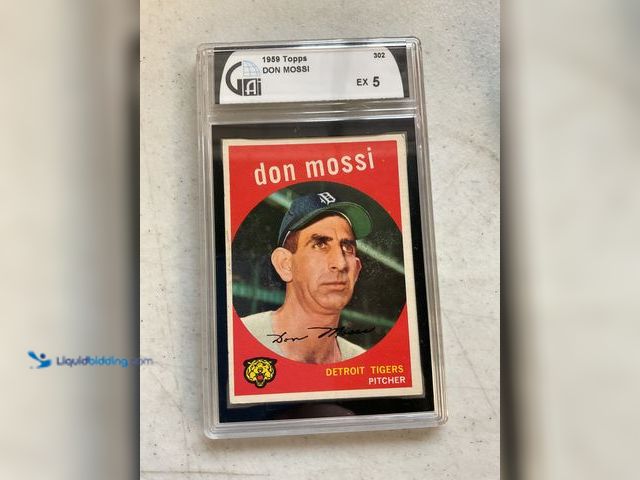 1959 Topps 302
DON MOSSI
GAI
EX 5
don mossi
Don Mossi
DETROIT TIGERS
PITCHER
Liquidbidding.com